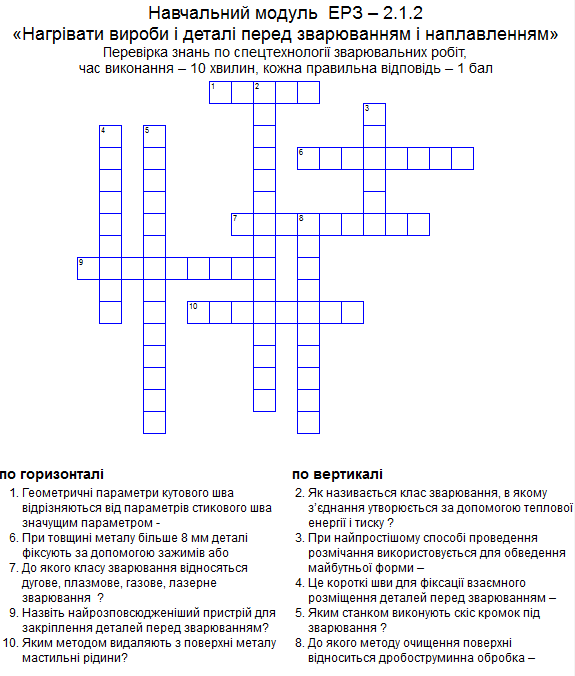 Навчальний модуль ЕРЗ – 2.1.2
«Нагрівати вироби і деталі перед зварюванням і наплавленням»
Перевірка знань по спецтехнології зварювальних робіт,
час виконання – 10 хвилин, кожна правильна відповідь – 1 бал
1 2
3
4 5
6
7 8
9
10
по горизонталі
1. Геометричні параметри кутового шва
відрізняються від параметрів стикового шва
значущим параметром -
6. При товщині металу більше 8 мм деталі
фіксують за допомогою зажимів або
7. До якого класу зварювання відносяться
дугове, плазмове, газове, лазерне
зварювання ?
9. Назвіть найрозповсюдженіший пристрій для
закріплення деталей перед зварюванням?
10. Яким методом видаляють з поверхні металу
мастильні рідини?
по вертикалі
2. Як називається клас зварювання, в якому
з’єднання утворюється за допомогою теплової
енергії і тиску ?
3. При найпростішому способі проведення
розмічання використовується для обведення
майбутньої форми –
4. Це короткі шви для фіксації взаємного
розміщення деталей перед зварюванням –
5. Яким станком виконують скіс кромок під
зварювання ?
8. До якого методу очищення поверхні
відноситься дробоструминна обробка –